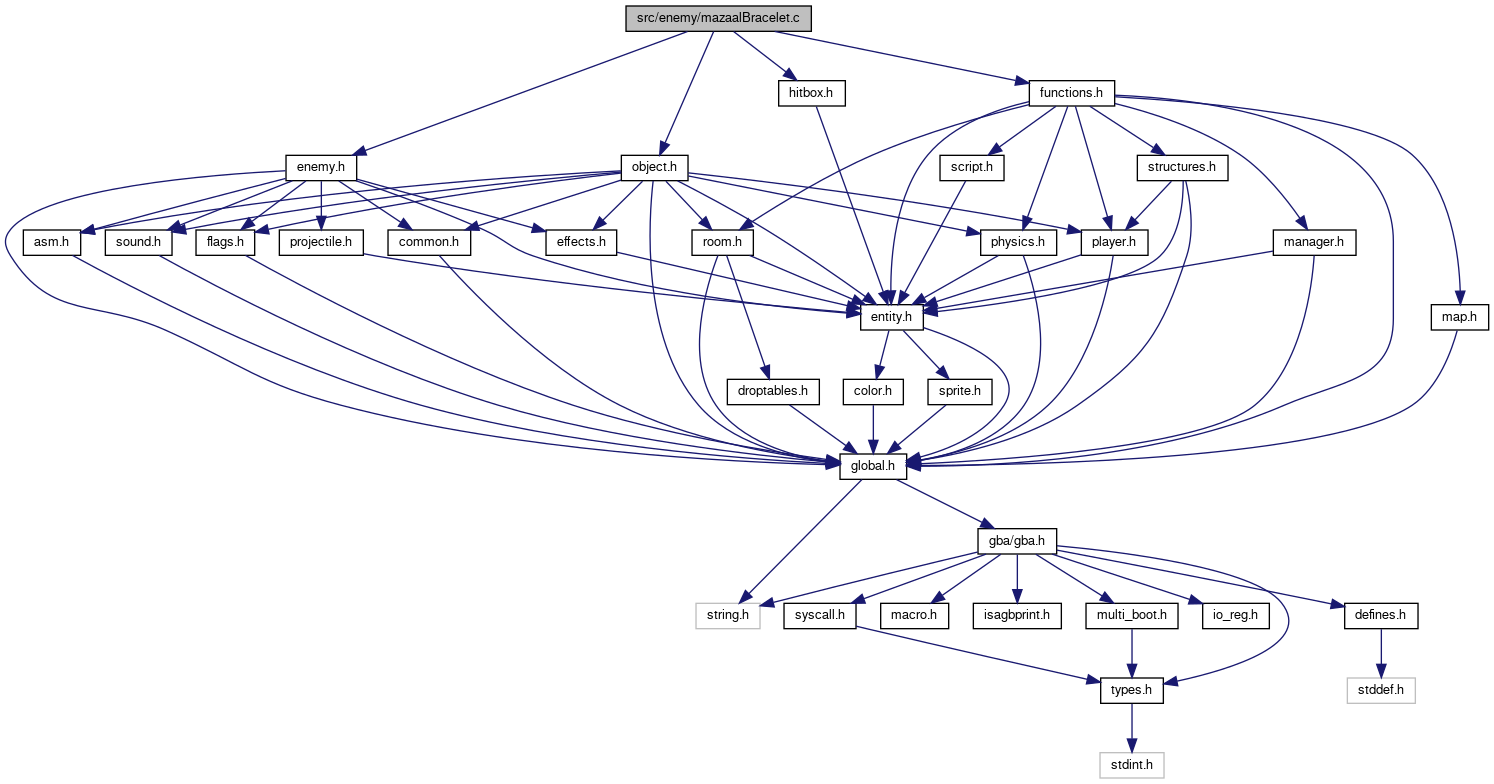 src/enemy/mazaalBracelet.c
hitbox.h
functions.h
enemy.h
object.h
script.h
structures.h
asm.h
sound.h
flags.h
projectile.h
common.h
effects.h
room.h
physics.h
player.h
manager.h
entity.h
map.h
droptables.h
color.h
sprite.h
global.h
gba/gba.h
string.h
syscall.h
macro.h
isagbprint.h
multi_boot.h
io_reg.h
defines.h
types.h
stddef.h
stdint.h